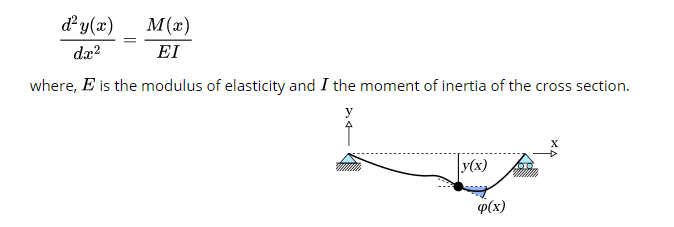 d²y(x)/dx² = M(x)/EI
where, E is the modulus of elasticity and I the moment of inertia of the cross section.
y
x
y(x)
φ(x)